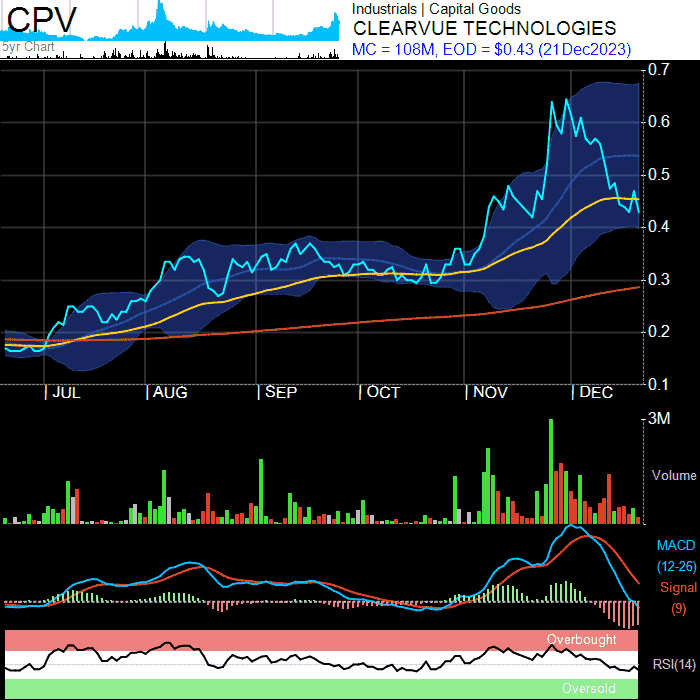 CPV
5yr Chart
Industrials | Capital Goods
CLEARVUE TECHNOLOGIES
MC = 108M, EOD = $0.43 (21Dec2023)
0.7
0.6
0.5
0.4
0.3
0.2
0.1
| JUL | AUG | SEP | OCT | NOV | DEC
3M
Volume
MACD
(12-26)
Signal
(9)
Overbought
RSI(14)
Oversold